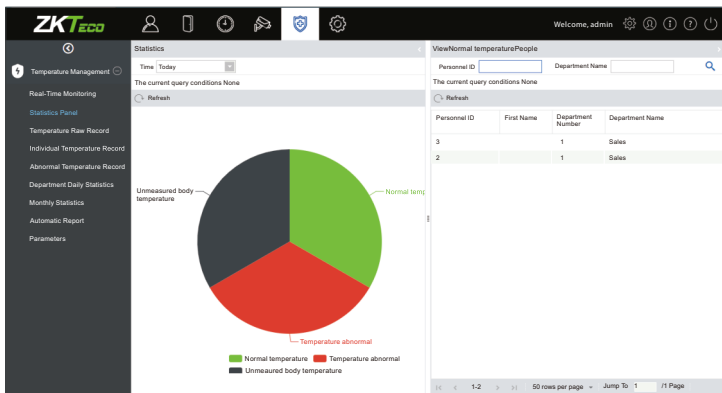 ZKTECO
Welcome, admin
Temperature Management
Real-Time Monitoring
Statistics Panel
Temperature Raw Record
Individual Temperature Record
Abnormal Temperature Record
Department Daily Statistics
Monthly Statistics
Automatic Report
Parameters
Statistics
Time Today
The current query conditions None
Refresh
Unmeasured body
temperature
Normal temp
Temperature abnormal
Normal temperature Temperature abnormal
Unmeaured body temperature
ViewNormal temperaturePeople
Personnel ID Department Name
The current query conditions None
Refresh
Personnel ID First Name Department Number Department Name
3 1 Sales
2 1 Sales
1-2 50 rows per page Jump To 1 /1 Page